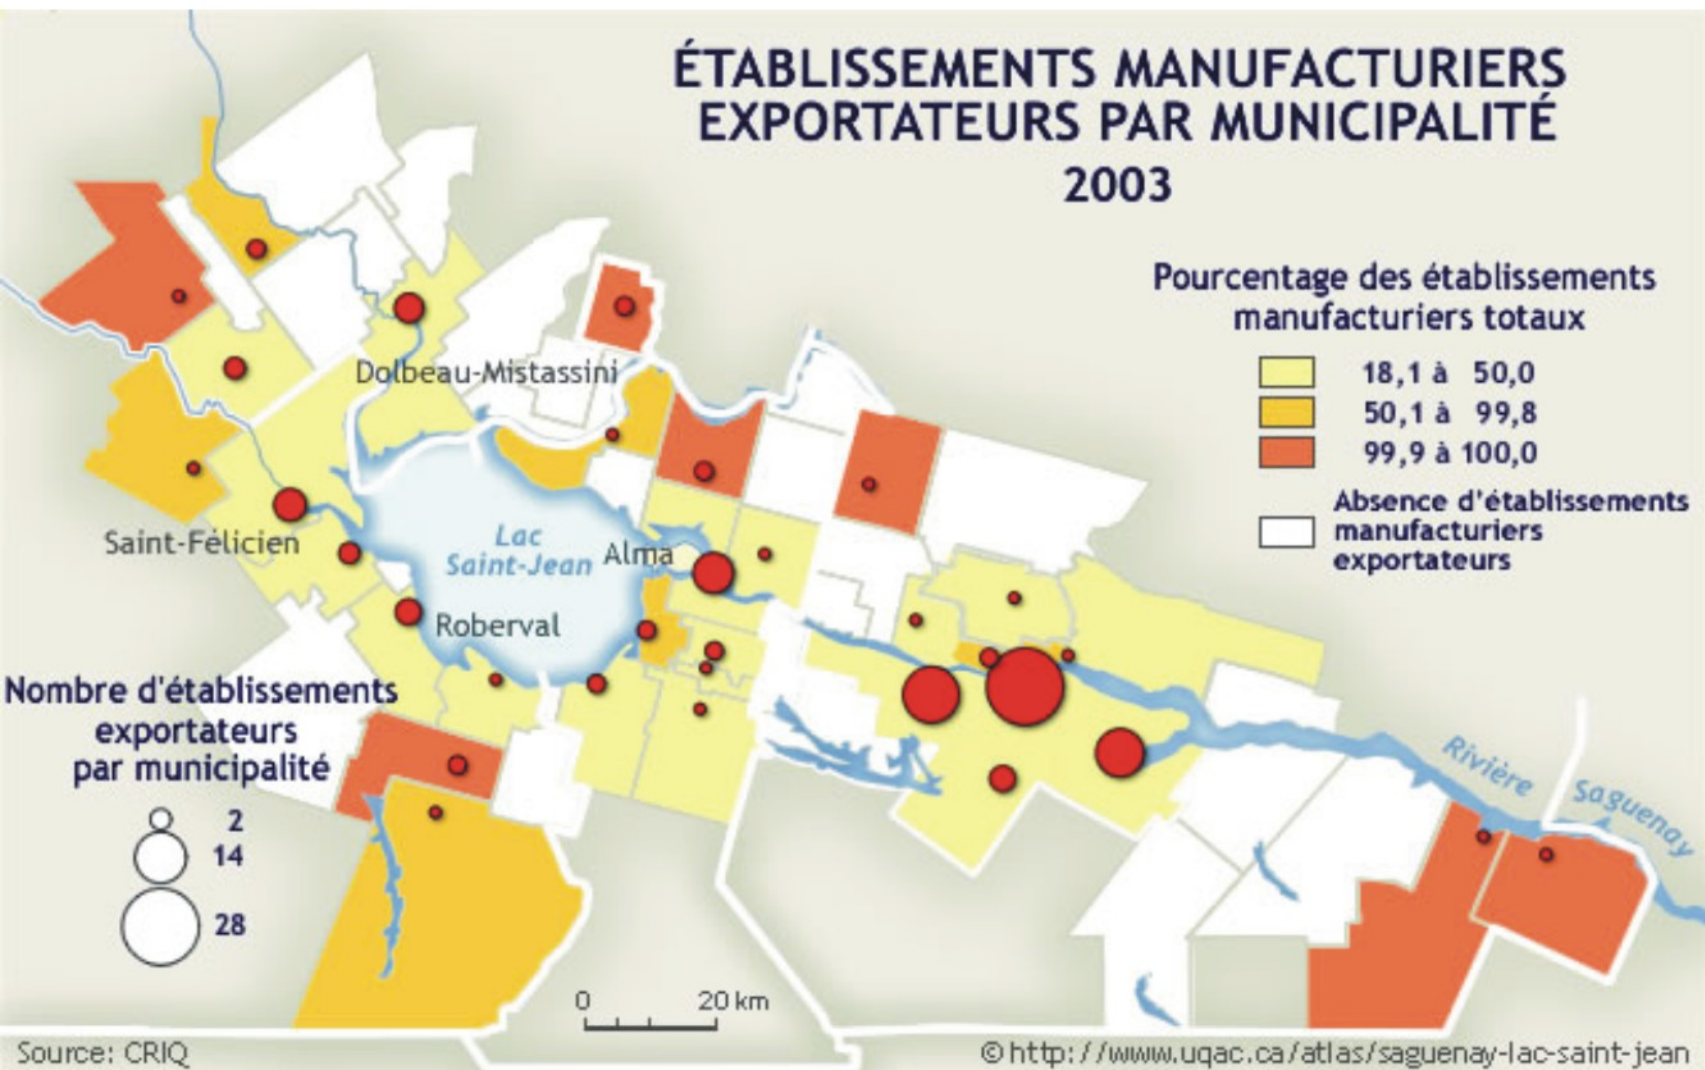 ÉTABLISSEMENTS MANUFACTURIERS
EXPORTATEURS PAR MUNICIPALITÉ
2003
Pourcentage des établissements
manufacturiers totaux
18,1 à 50,0
50,1 à 99,8
99,9 à 100,0
Absence d'établissements
manufacturiers
exportateurs
Dolbeau-Mistassini
Saint-Félicien
Lac
Saint-Jean
Alma
Roberval
Rivière Saguenay
Nombre d'établissements
exportateurs
par municipalité
2
14
28
0 20 km
Source: CRIQ
©http://www.uqac.ca/atlas/saguenay-lac-saint-jean